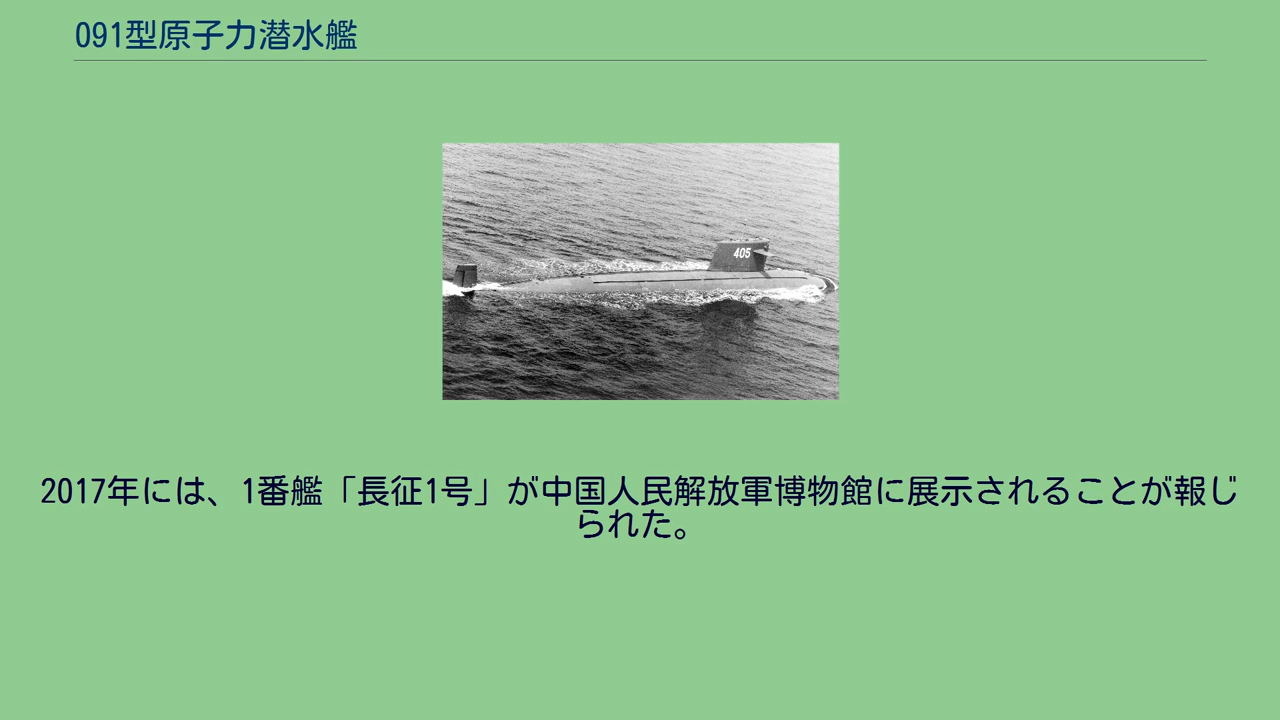 091型原子力潜水艦
405
2017年には、1番艦「長征1号」が中国人民解放軍博物館に展示されることが報じ
られた。